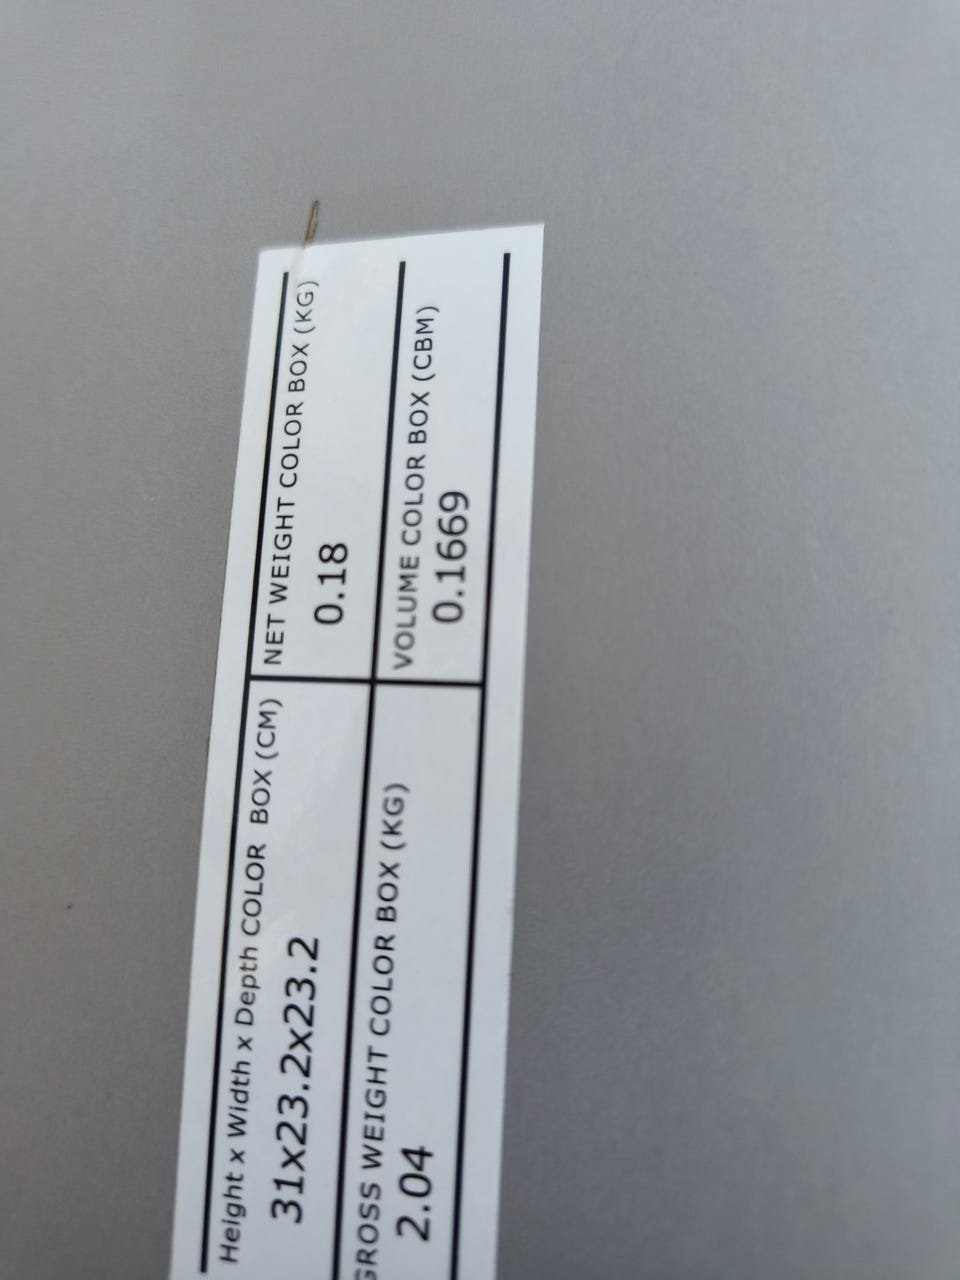 Height x Width x Depth COLOR BOX (CM)
31x23.2x23.2
NET WEIGHT COLOR BOX (KG)
0.18
GROSS WEIGHT COLOR BOX (KG)
2.04
VOLUME COLOR BOX (CBM)
0.1669